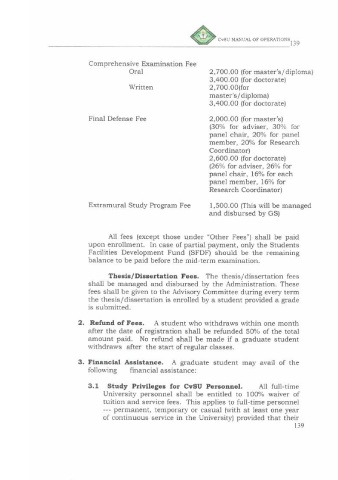 CvSU MANUAL OF OPERATIONS
139
Comprehensive Examination Fee
Oral 2,700.00 (for master's/diploma)
3,400.00 (for doctorate)
Written 2,700.00(for
master's/diploma)
3,400.00 (for doctorate)
Final Defense Fee 2,000.00 (for master's)
(30% for adviser, 30% for
panel chair, 20% for panel
member, 20% for Research
Coordinator)
2,600.00 (for doctorate)
(26% for adviser, 26% for
panel chair, 16% for each
panel member, 16% for
Research Coordinator)
Extramural Study Program Fee 1,500.00 (This will be managed
and disbursed by GS)
All fees (except those under "Other Fees") shall be paid
upon enrollment. In case of partial payment, only the Students
Facilities Development Fund (SFDF) should be the remaining
balance to be paid before the mid-term examination.
Thesis/Dissertation Fees. The thesis/dissertation fees
shall be managed and disbursed by the Administration. These
fees shall be given to the Advisory Committee during every term
the thesis/dissertation is enrolled by a student provided a grade
is submitted.
2. Refund of Fees. A student who withdraws within one month
after the date of registration shall be refunded 50% of the total
amount paid. No refund shall be made if a graduate student
withdraws after the start of regular classes.
3. Financial Assistance. A graduate student may avail of the
following financial assistance:
3.1 Study Privileges for CvSU Personnel. All full-time
University personnel shall be entitled to 100% waiver of
tuition and service fees. This applies to full-time personnel
--- permanent, temporary or casual (with at least one year
of continuous service in the University) provided that their
139